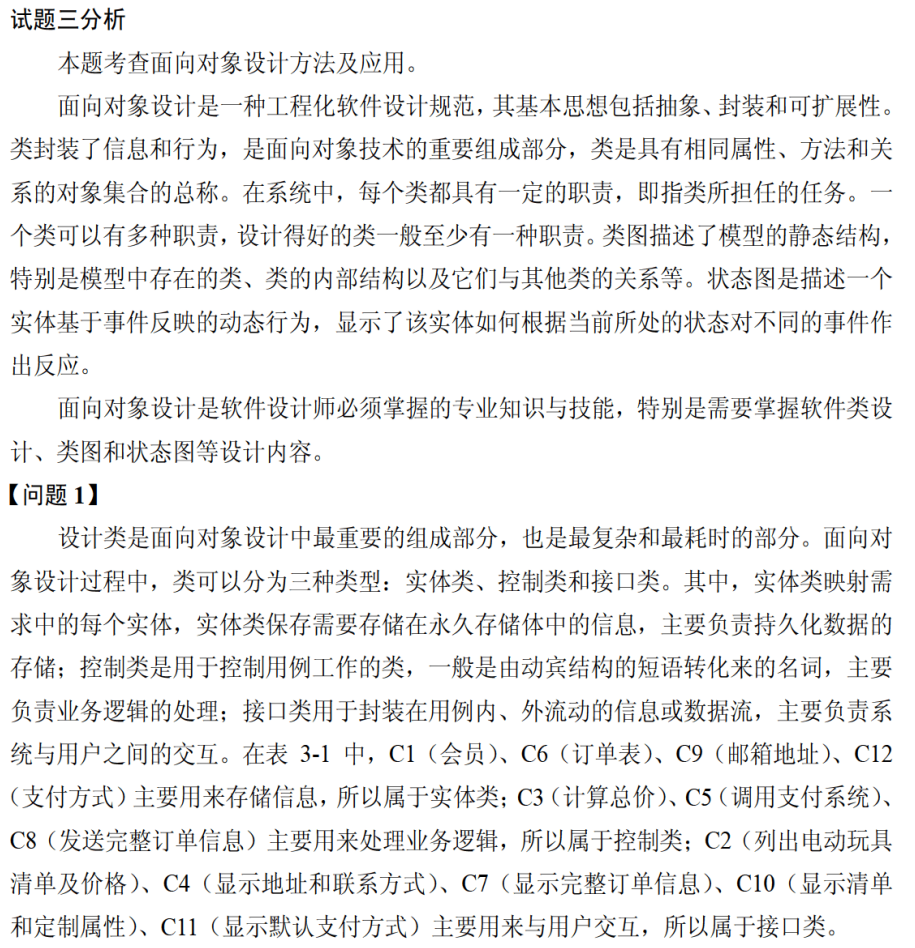 试题三分析
本题考查面向对象设计方法及应用。
面向对象设计是一种工程化软件设计规范，其基本思想包括抽象、封装和可扩展性。
类封装了信息和行为，是面向对象技术的重要组成部分，类是具有相同属性、方法和关
系的对象集合的总称。在系统中，每个类都具有一定的职责，即指类所担任的任务。一
个类可以有多种职责，设计得好的类一般至少有一种职责。类图描述了模型的静态结构，
特别是模型中存在的类、类的内部结构以及它们与其他类的关系等。状态图是描述一个
实体基于事件反映的动态行为，显示了该实体如何根据当前所处的状态对不同的事件作
出反应。
面向对象设计是软件设计师必须掌握的专业知识与技能，特别是需要掌握软件类设
计、类图和状态图等设计内容。
【问题 1】
设计类是面向对象设计中最重要的组成部分，也是最复杂和最耗时的部分。面向对
象设计过程中，类可以分为三种类型：实体类、控制类和接口类。其中，实体类映射需
求中的每个实体，实体类保存需要存储在永久存储体中的信息，主要负责持久化数据的
存储；控制类是用于控制用例工作的类，一般是由动宾结构的短语转化来的名词，主要
负责业务逻辑的处理；接口类用于封装在用例内、外流动的信息或数据流，主要负责系
统与用户之间的交互。在表 3-1 中，C1（会员）、C6（订单表）、C9（邮箱地址）、C12
（支付方式）主要用来存储信息，所以属于实体类；C3（计算总价）、C5（调用支付系统）、
C8（发送完整订单信息）主要用来处理业务逻辑，所以属于控制类；C2（列出电动玩具
清单及价格）、C4（显示地址和联系方式）、C7（显示完整订单信息）、C10（显示清单
和定制属性）、C11（显示默认支付方式）主要用来与用户交互，所以属于接口类。